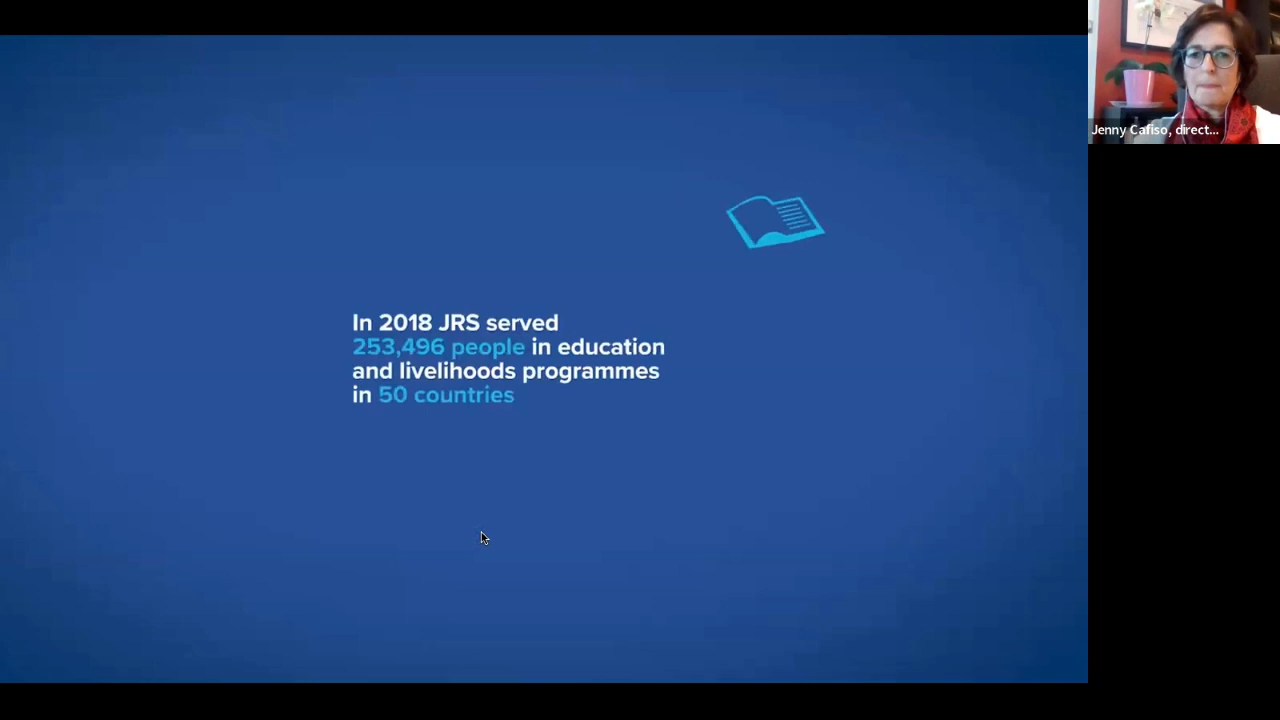 In 2018 JRS served
253,496 people in education
and livelihoods programmes
in 50 countries
Jenny Cafiso, direct...